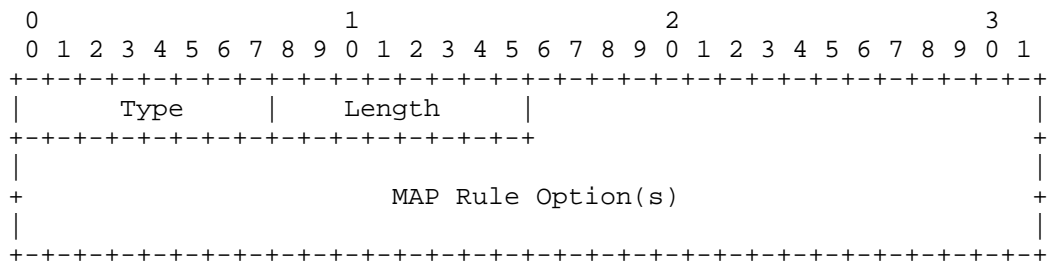 0                   1                   2                   3
 0 1 2 3 4 5 6 7 8 9 0 1 2 3 4 5 6 7 8 9 0 1 2 3 4 5 6 7 8 9 0 1
+-+-+-+-+-+-+-+-+-+-+-+-+-+-+-+-+-+-+-+-+-+-+-+-+-+-+-+-+-+-+-+-+
|      Type     |    Length     |                               |
+-+-+-+-+-+-+-+-+-+-+-+-+-+-+-+-+                               +
|                                                               |
+                       MAP Rule Option(s)                      +
|                                                               |
+-+-+-+-+-+-+-+-+-+-+-+-+-+-+-+-+-+-+-+-+-+-+-+-+-+-+-+-+-+-+-+-+